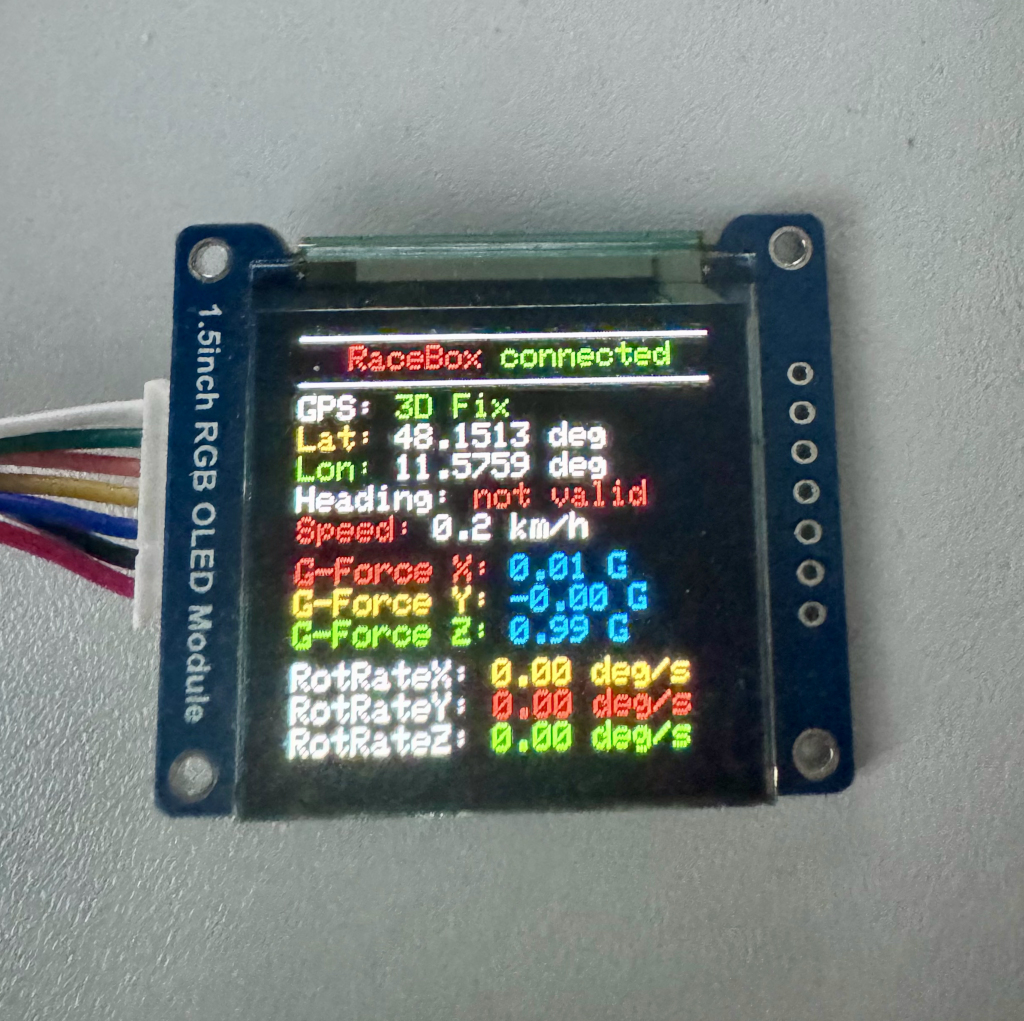 1.5inch RGB OLED Module
RaceBox connected
GPS: 3D Fix
Lat: 48.1513 deg
Lon: 11.5759 deg
Heading: not valid
Speed: 0.2 km/h
G-Force X: 0.01 G
G-Force Y: -0.00 G
G-Force Z: 0.99 G
RotRateX: 0.00 deg/s
RotRateY: 0.00 deg/s
RotRateZ: 0.00 deg/s